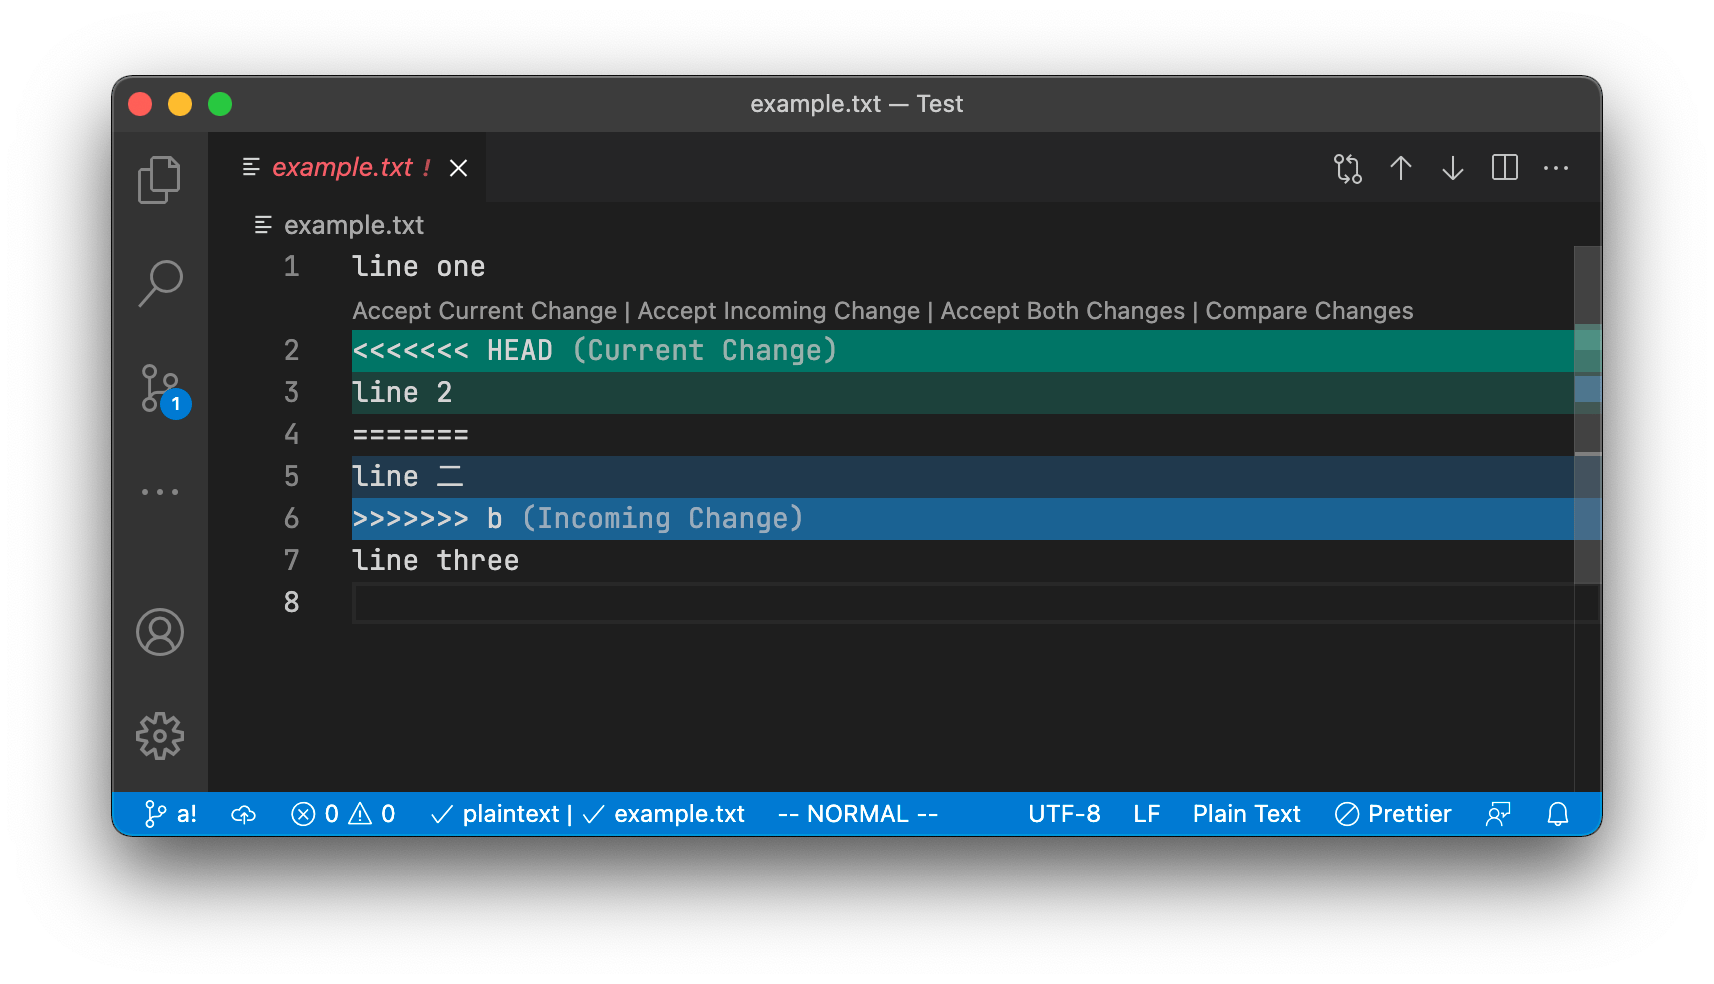 example.txt — Test
example.txt !
example.txt
1 line one
Accept Current Change | Accept Incoming Change | Accept Both Changes | Compare Changes
2 <<<<<<< HEAD (Current Change)
3 line 2
4 =======
5 line 二
6 >>>>>>> b (Incoming Change)
7 line three
8
1
a! 0 0 plaintext | example.txt -- NORMAL -- UTF-8 LF Plain Text Prettier